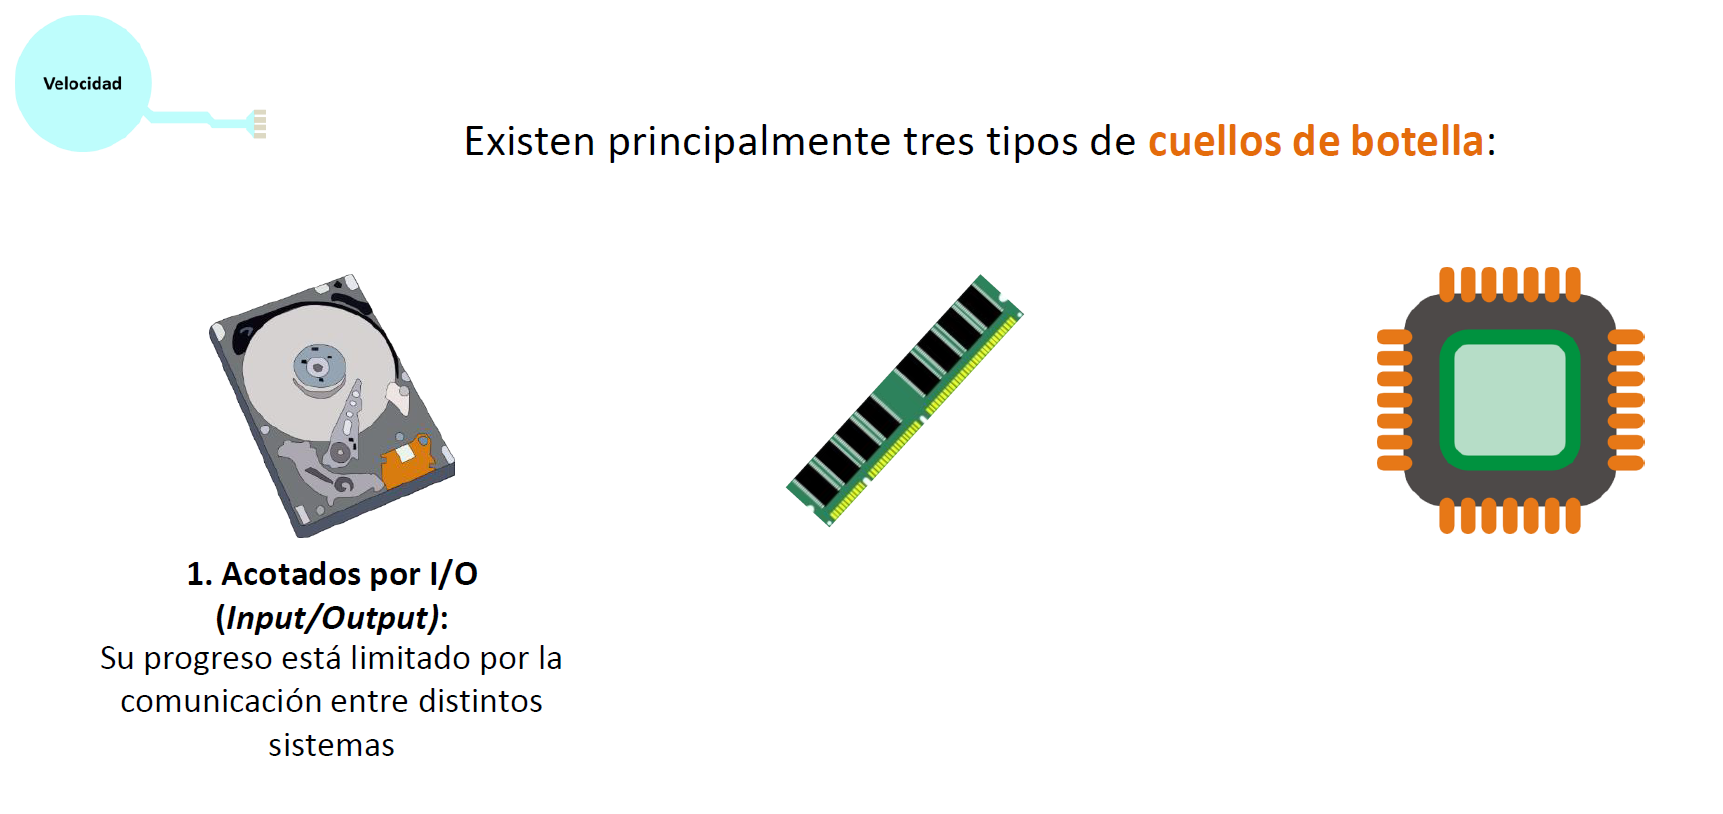 Velocidad
Existen principalmente tres tipos de cuellos de botella:
1. Acotados por I/O
(Input/Output):
Su progreso está limitado por la
comunicación entre distintos
sistemas